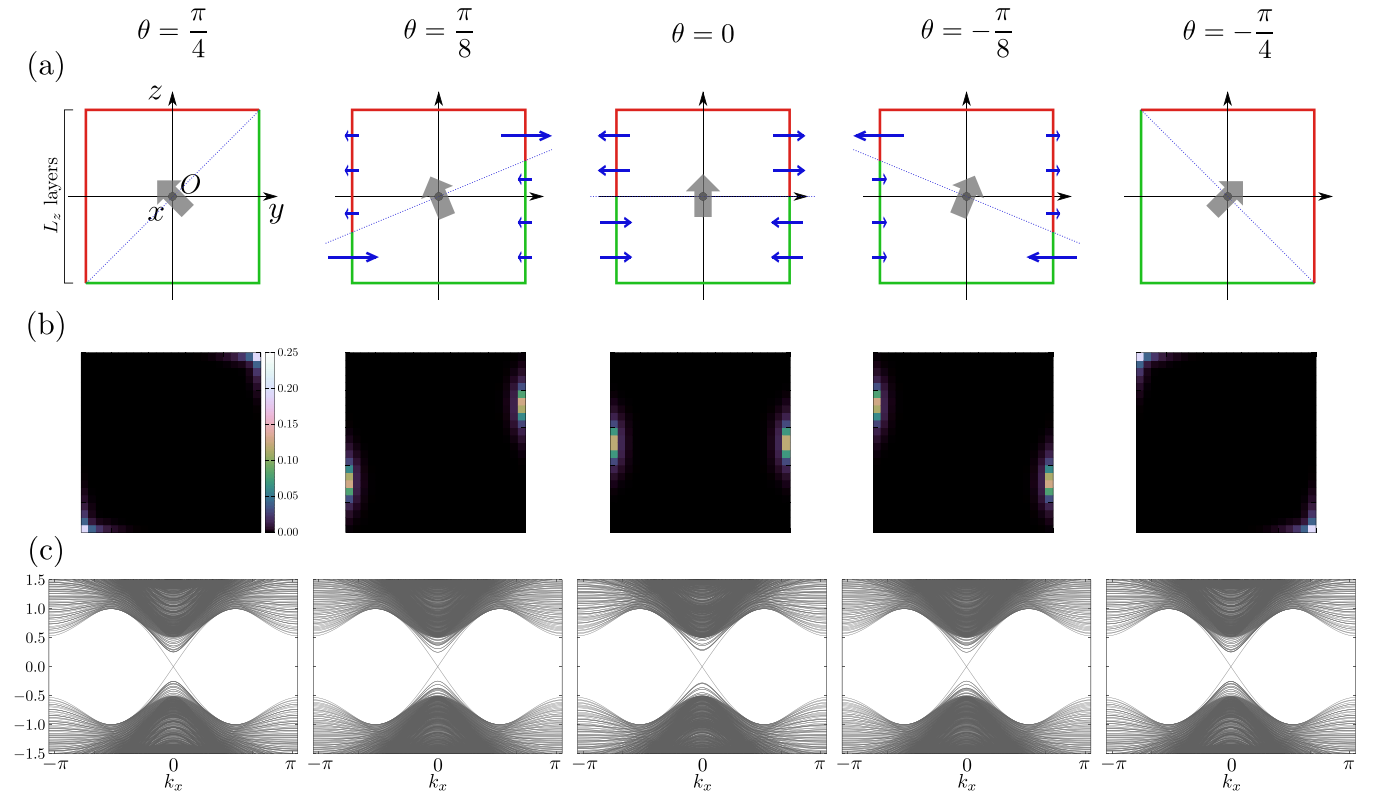 θ = π/4 θ = π/8 θ = 0 θ = −π/8 θ = −π/4
(a)
z
L_z layers
O
x y
(b)
0.25
0.20
0.15
0.10
0.05
0.00
(c)
1.5
1.0
0.5
0.0
−0.5
−1.0
−1.5
−π 0 π −π 0 π −π 0 π −π 0 π −π 0 π
k_x k_x k_x k_x k_x